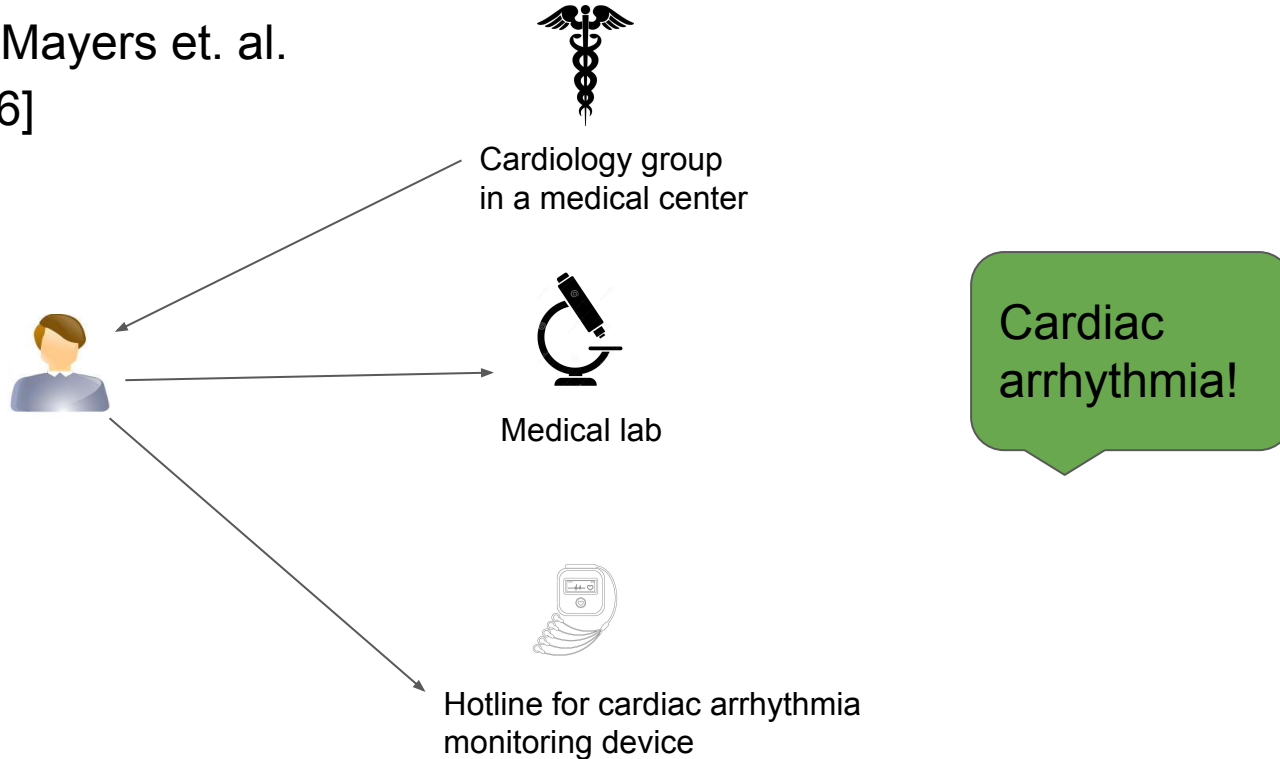 Mayers et. al.
6]
Cardiology group
in a medical center
Cardiac
arrhythmia!
Medical lab
Hotline for cardiac arrhythmia
monitoring device